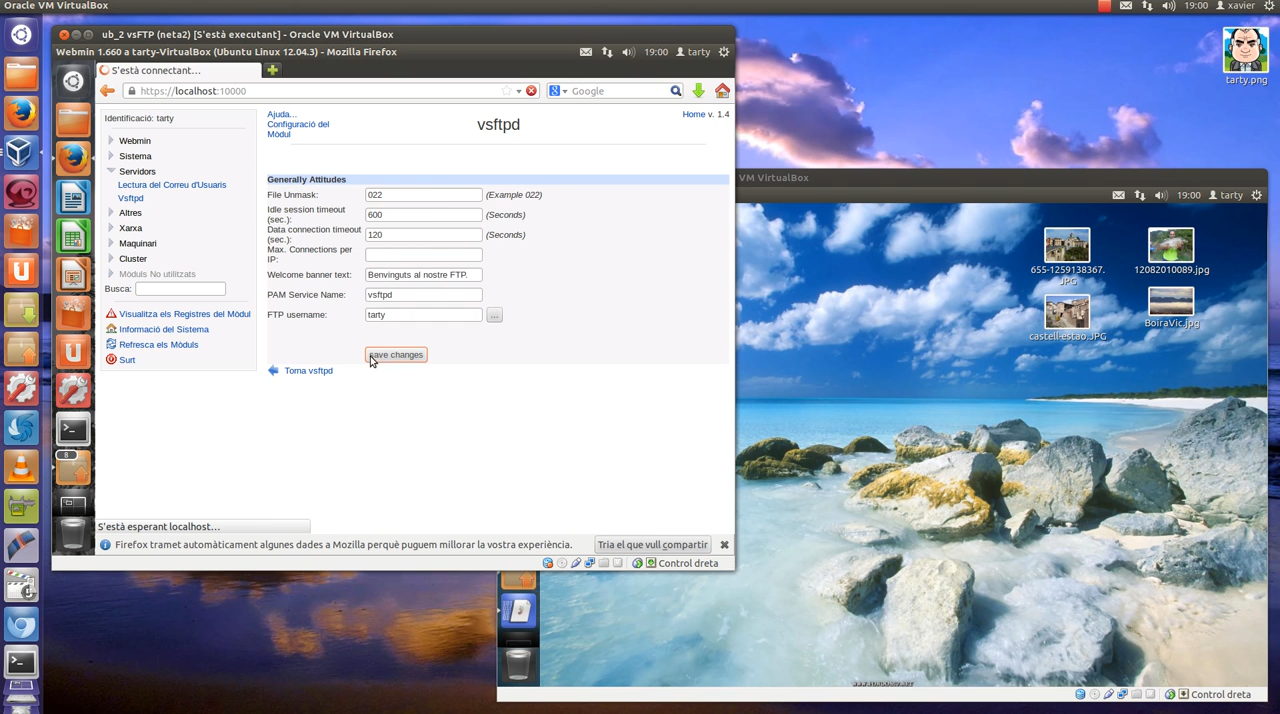 Oracle VM VirtualBox
19:00 xavier
ub_2 vsFTP (neta2) [S'està executant] - Oracle VM VirtualBox
Webmin 1.660 a tarty-VirtualBox (Ubuntu Linux 12.04.3) - Mozilla Firefox
19:00 tarty
S'està connectant…
https://localhost:10000
Google
Identificació: tarty
Webmin
Sistema
Servidors
Lectura del Correu d'Usuaris
Vsftpd
Altres
Xarxa
Maquinari
Cluster
Mòduls No utilitzats
Busca:
Visualitza els Registres del Mòdul
Informació del Sistema
Refresca els Mòduls
Surt
Ajuda...
Configuració del
Mòdul
vsftpd
Home v. 1.4
Generally Attitudes
File Unmask: 022 (Example 022)
Idle session timeout
(sec.): 600 (Seconds)
Data connection timeout
(sec.): 120 (Seconds)
Max. Connections per
IP:
Welcome banner text: Benvinguts al nostre FTP.
PAM Service Name: vsftpd
FTP username: tarty ...
save changes
Torna vsftpd
S'està esperant localhost…
Firefox tramet automàticament algunes dades a Mozilla perquè puguem millorar la vostra experiència.
Tria el que vull compartir
Control dreta
8
tarty.png
VM VirtualBox
19:00 tarty
655-1259138367.
JPG
12082010089.jpg
castell-estao.JPG
BoiraVic.jpg
Control dreta